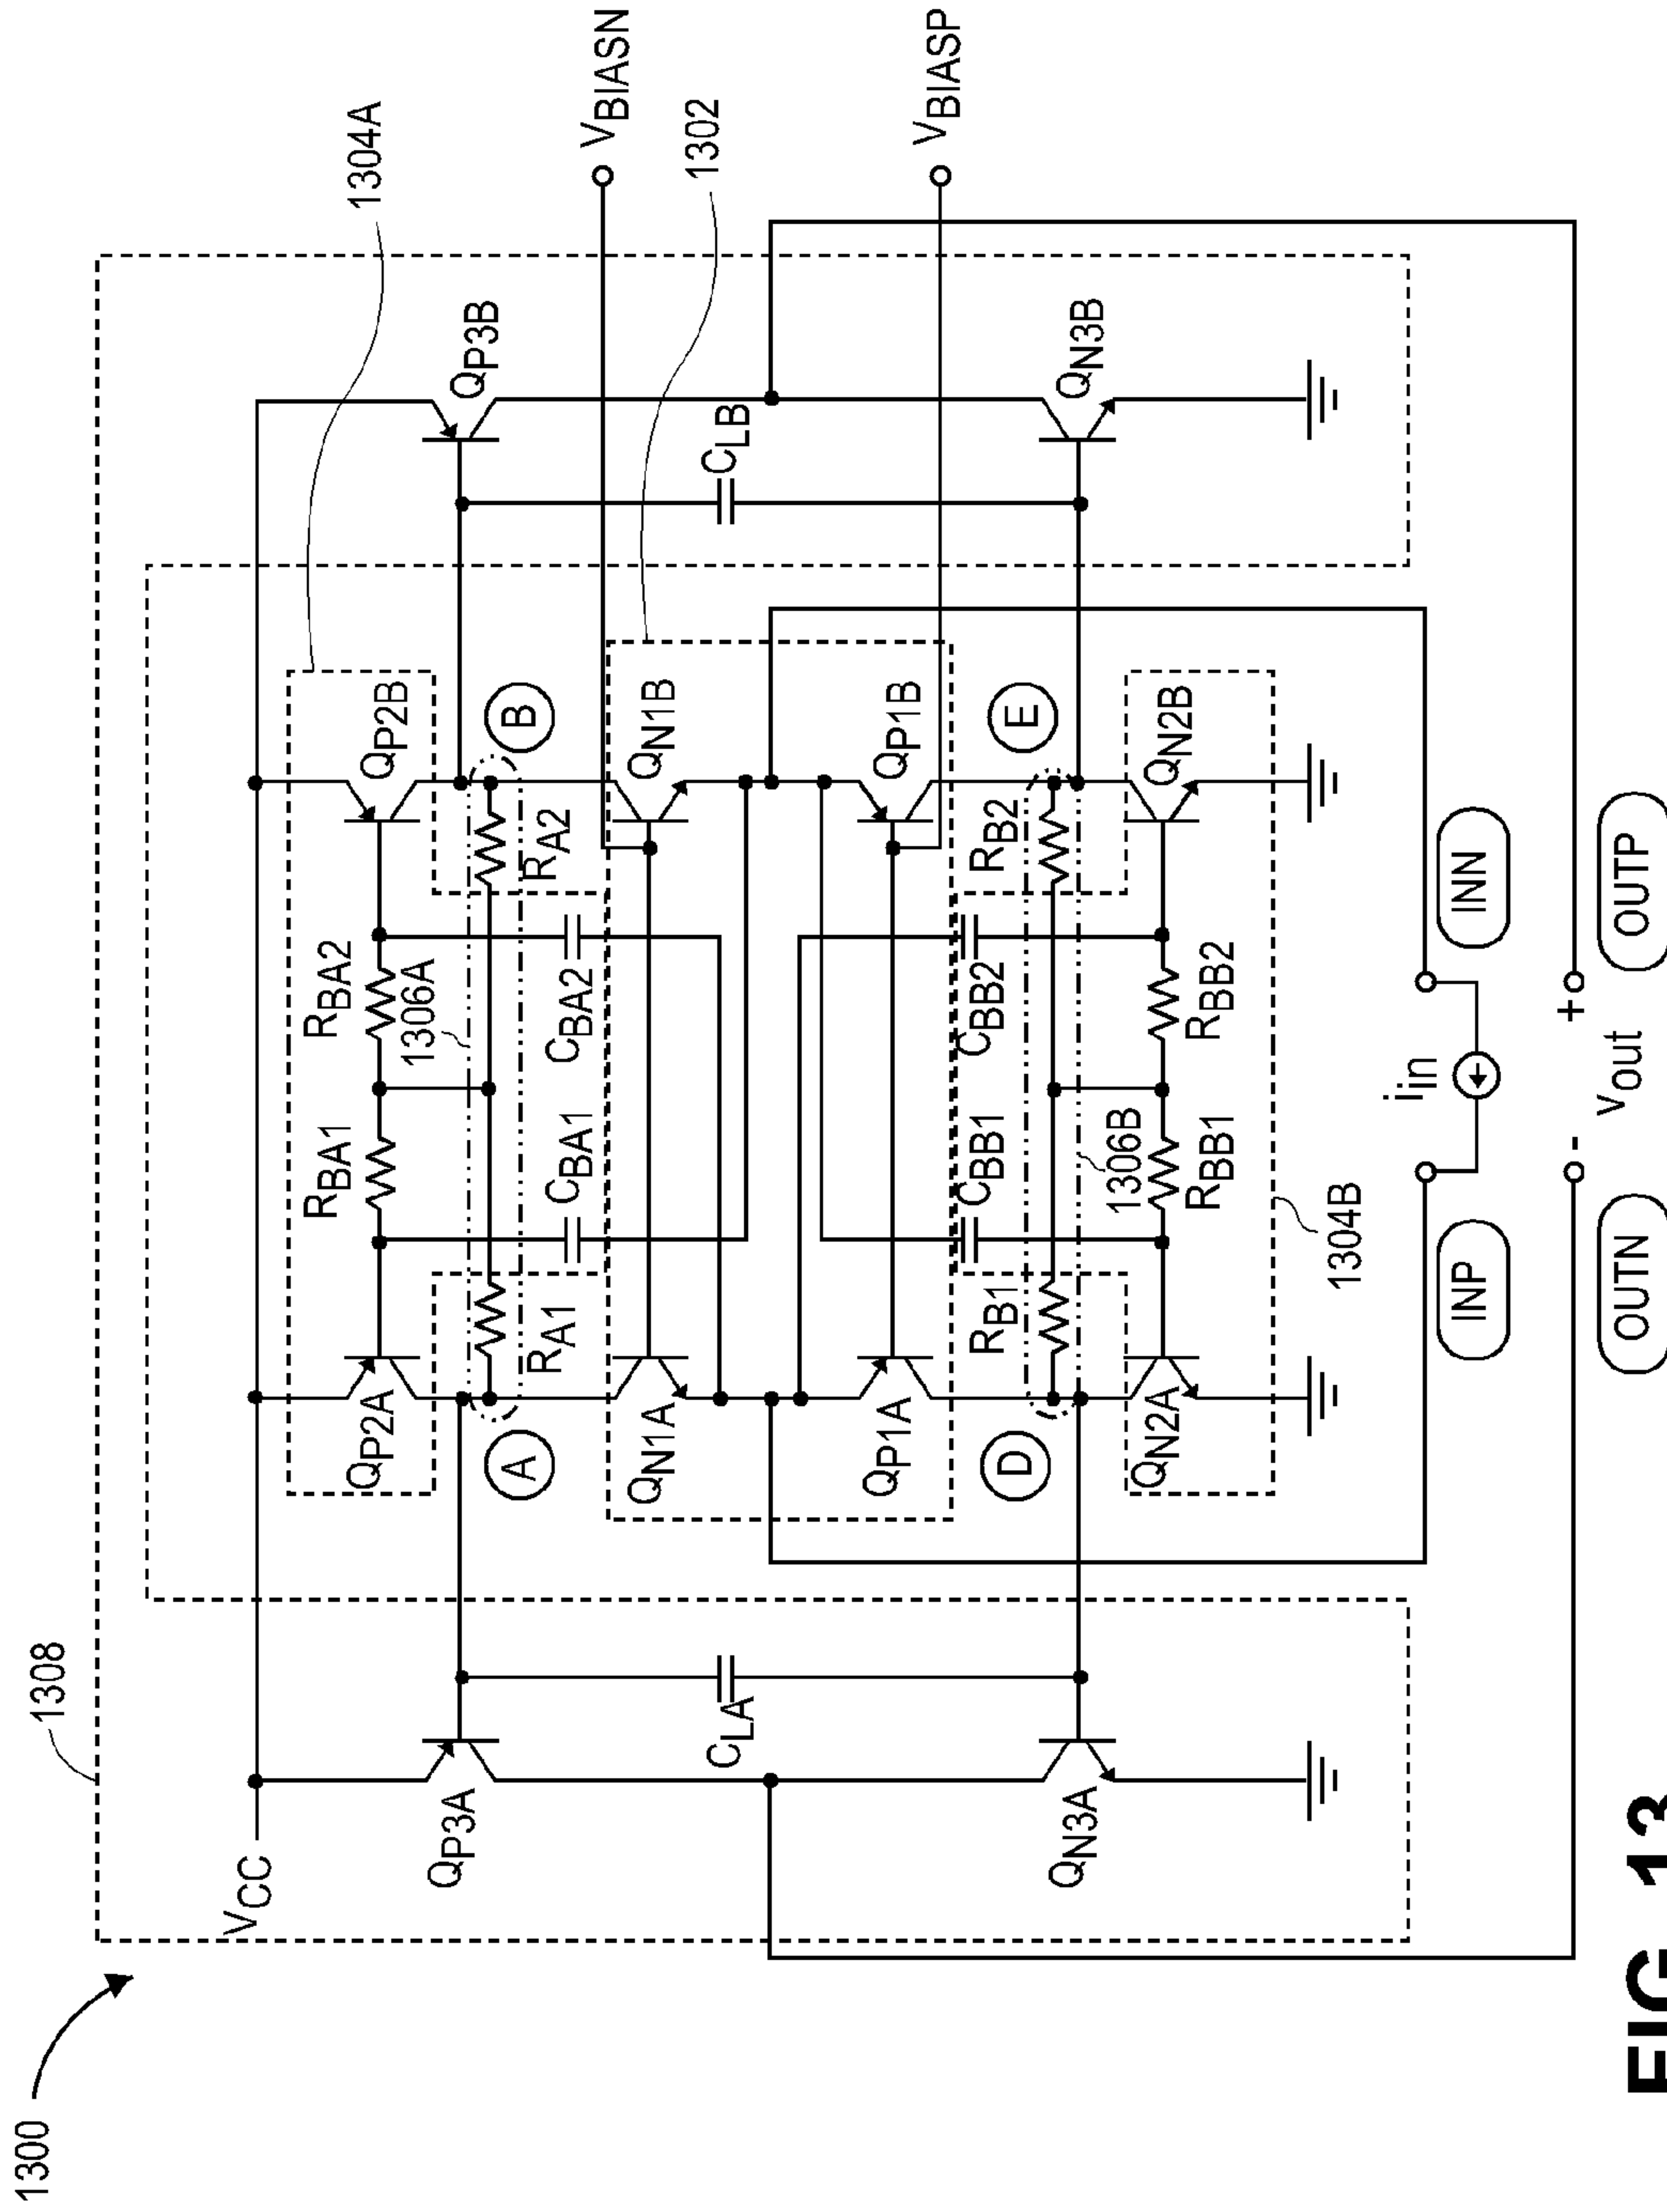 1300
1308
1304A
VCC
QP2A
RBA1
RBA2
QP2B
1306A
QP3A
QP3B
A
RA1
RA2
B
CBA1
CBA2
VBIASN
QN1A
QN1B
1302
CLA
CLB
QP1A
QP1B
VBIASP
CBB1
CBB2
RB1
RB2
D
E
1306B
QN3A
QN3B
QN2A
RBB1
RBB2
QN2B
1304B
iin
INP
INN
- vout +
OUTN
OUTP
FIG. 13